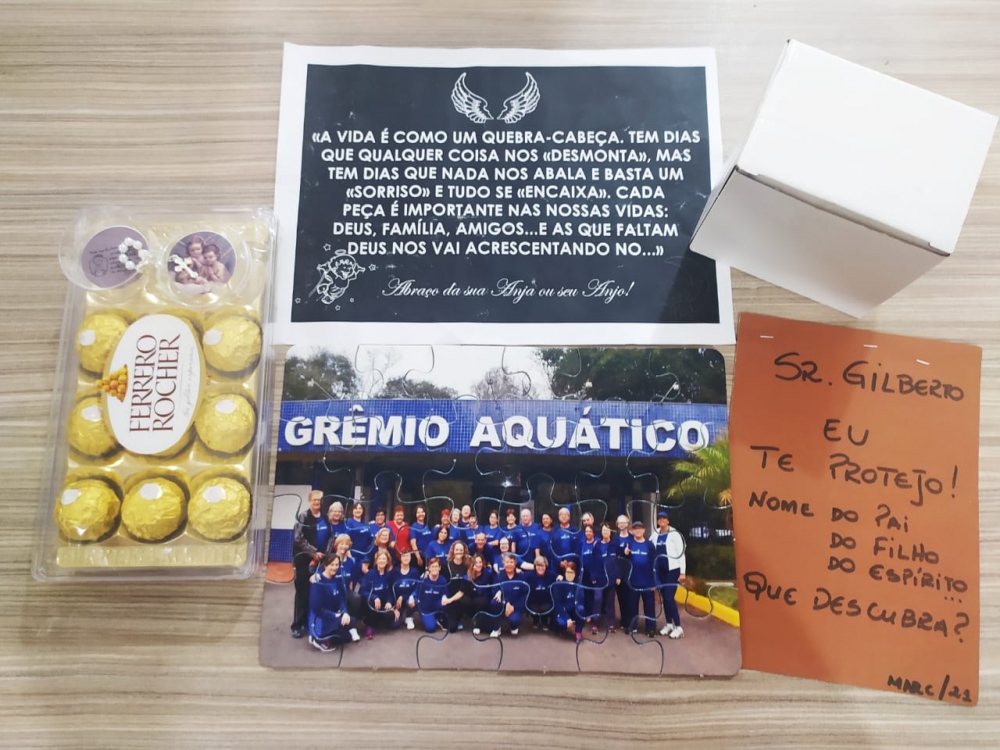 «A VIDA É COMO UM QUEBRA-CABEÇA. TEM DIAS
QUE QUALQUER COISA NOS «DESMONTA», MAS
TEM DIAS QUE NADA NOS ABALA E BASTA UM
«SORRISO» E TUDO SE «ENCAIXA». CADA
PEÇA É IMPORTANTE NAS NOSSAS VIDAS:
DEUS, FAMÍLIA, AMIGOS...E AS QUE FALTAM
DEUS NOS VAI ACRESCENTANDO NO...»
Abraço da sua Anja ou seu Anjo!
FERRERO
ROCHER
GRÊMIO AQUÁTICO
SR. GILBERTO
EU
TE PROTEJO!
NOME DO PAI
DO FILHO
DO ESPÍRITO...
QUE DESCUBRA?
MARC/21